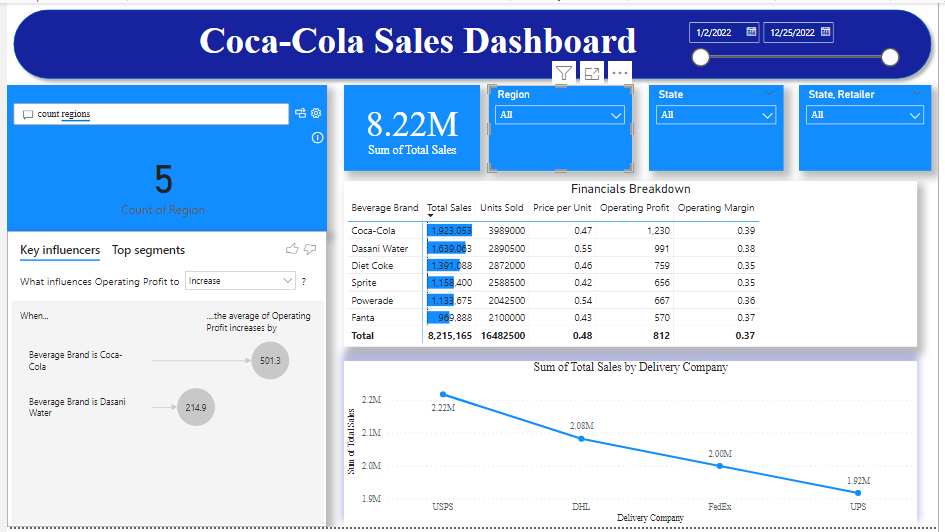 Coca-Cola Sales Dashboard
1/2/2022
12/25/2022
count regions
5
Count of Region
8.22M
Sum of Total Sales
Region
All
State
All
State, Retailer
All
Key influencers
Top segments
What influences Operating Profit to
Increase
?
When...
....the average of Operating
Profit increases by
Beverage Brand is Coca-
Cola
501.3
Beverage Brand is Dasani
Water
214.9
Financials Breakdown
Beverage Brand Total Sales Units Sold Price per Unit Operating Profit Operating Margin
Coca-Cola 1,923,053 3989000 0.47 1,230 0.39
Dasani Water 1,639,063 2890500 0.55 991 0.38
Diet Coke 1,391,088 2872000 0.46 759 0.35
Sprite 1,158,400 2588500 0.42 656 0.35
Powerade 1,133,675 2042500 0.54 667 0.36
Fanta 969,888 2100000 0.43 570 0.37
Total 8,215,165 16482500 0.48 812 0.37
Sum of Total Sales by Delivery Company
Sum of Total Sales
2.2M
2.1M
2.0M
1.9M
2.22M
2.08M
2.00M
1.92M
USPS
DHL
FedEx
UPS
Delivery Company